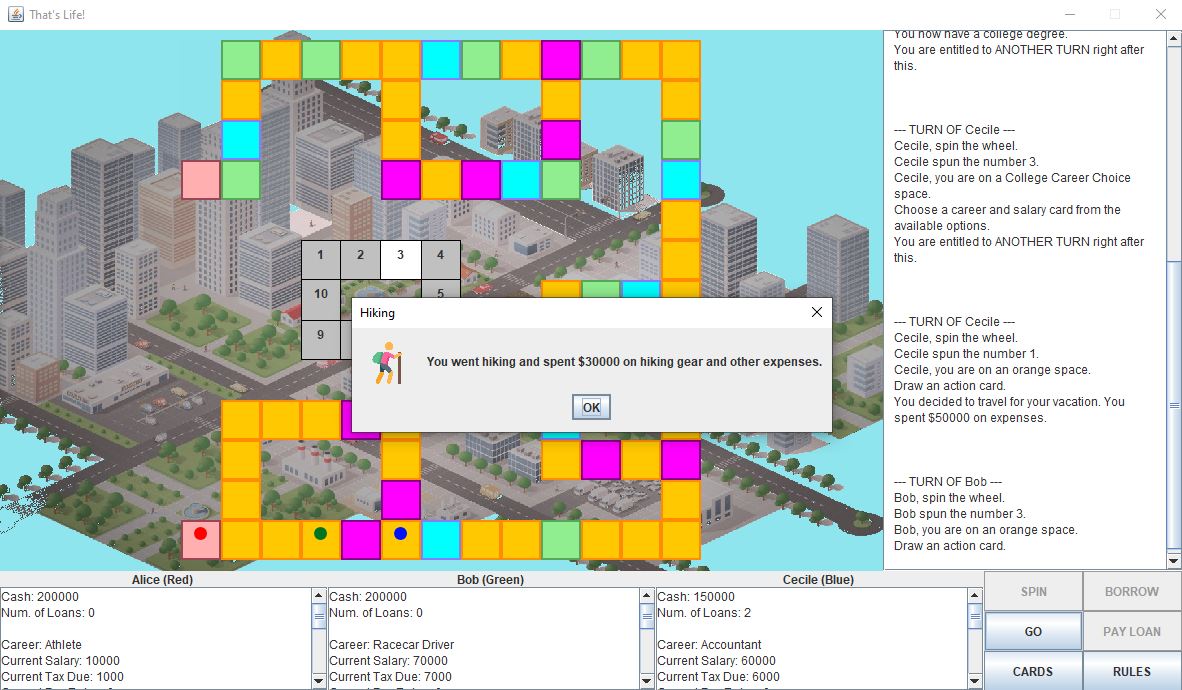 That's Life!
You now have a college degree.
You are entitled to ANOTHER TURN right after
this.
--- TURN OF Cecile ---
Cecile, spin the wheel.
Cecile spun the number 3.
Cecile, you are on a College Career Choice
space.
Choose a career and salary card from the
available options.
You are entitled to ANOTHER TURN right after
this.
--- TURN OF Cecile ---
Cecile, spin the wheel.
Cecile spun the number 1.
Cecile, you are on an orange space.
Draw an action card.
You decided to travel for your vacation. You
spent $50000 on expenses.
--- TURN OF Bob ---
Bob, spin the wheel.
Bob spun the number 3.
Bob, you are on an orange space.
Draw an action card.
1 2 3 4
10 5
9
Hiking
You went hiking and spent $30000 on hiking gear and other expenses.
OK
Alice (Red)
Cash: 200000
Num. of Loans: 0
Career: Athlete
Current Salary: 10000
Current Tax Due: 1000
Bob (Green)
Cash: 200000
Num. of Loans: 0
Career: Racecar Driver
Current Salary: 70000
Current Tax Due: 7000
Cecile (Blue)
Cash: 150000
Num. of Loans: 2
Career: Accountant
Current Salary: 60000
Current Tax Due: 6000
SPIN BORROW
GO PAY LOAN
CARDS RULES